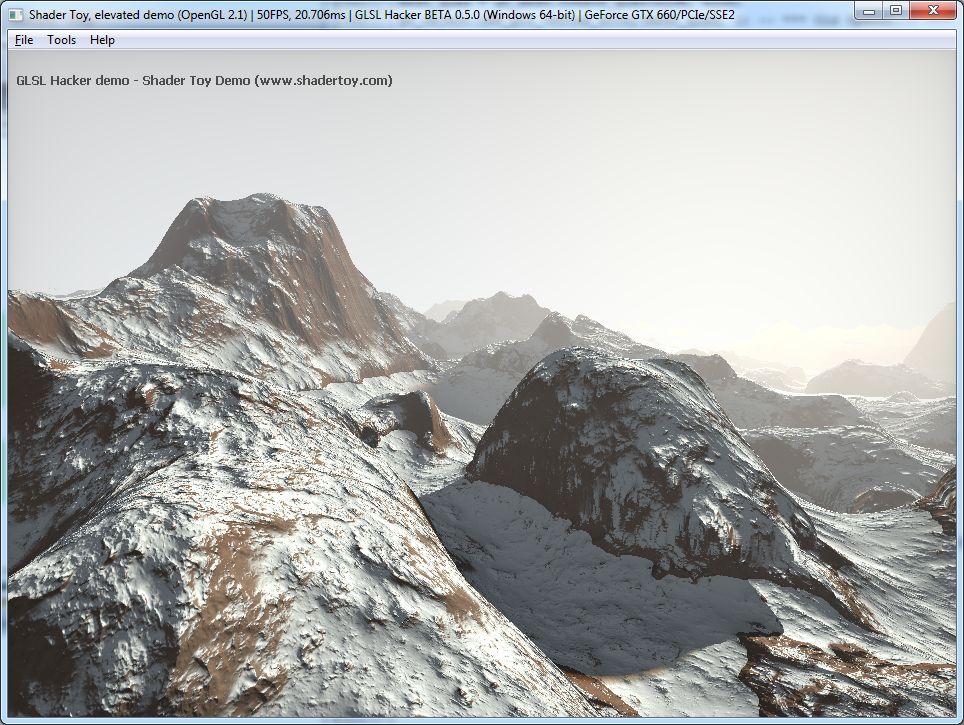 Shader Toy, elevated demo (OpenGL 2.1) | 50FPS, 20.706ms | GLSL Hacker BETA 0.5.0 (Windows 64-bit) | GeForce GTX 660/PCIe/SSE2
File Tools Help
GLSL Hacker demo - Shader Toy Demo (www.shadertoy.com)